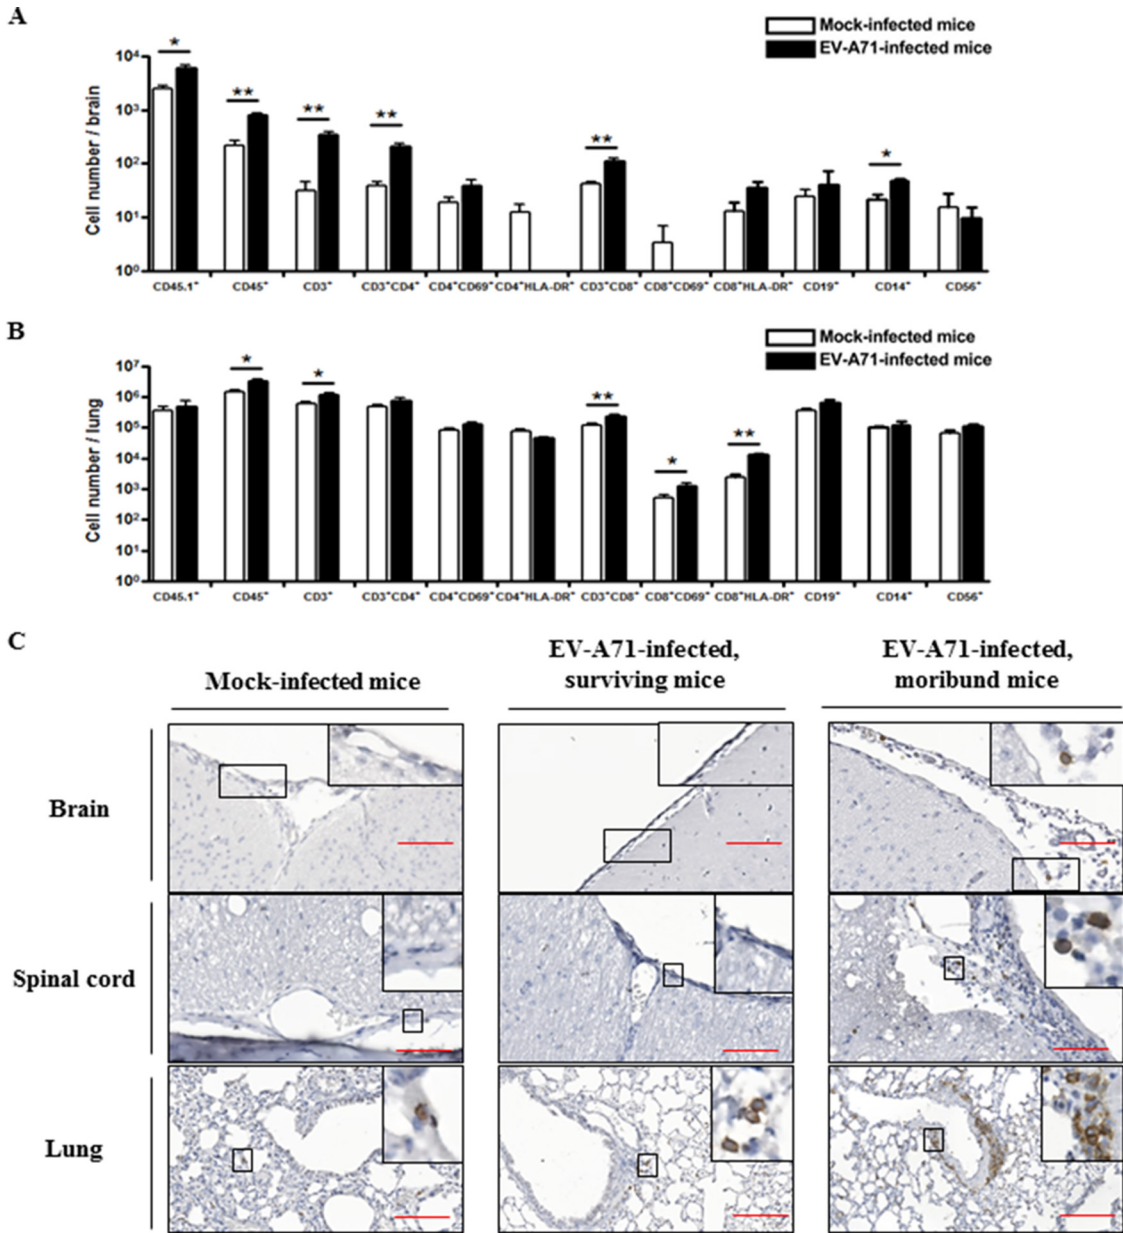 A
Mock-infected mice
EV-A71-infected mice
Cell number / brain
10⁴
10³
10²
10¹
10⁰
* ** ** ** ** *
CD45.1⁺ CD45⁺ CD3⁺ CD3⁺CD4⁺ CD4⁺CD69⁺ CD4⁺HLA-DR⁺ CD3⁺CD8⁺ CD8⁺CD69⁺ CD8⁺HLA-DR⁺ CD19⁺ CD14⁺ CD56⁺
B
Mock-infected mice
EV-A71-infected mice
Cell number / lung
10⁷
10⁶
10⁵
10⁴
10³
10²
10¹
10⁰
* * ** * **
CD45.1⁺ CD45⁺ CD3⁺ CD3⁺CD4⁺ CD4⁺CD69⁺ CD4⁺HLA-DR⁺ CD3⁺CD8⁺ CD8⁺CD69⁺ CD8⁺HLA-DR⁺ CD19⁺ CD14⁺ CD56⁺
C
Mock-infected mice
EV-A71-infected,
surviving mice
EV-A71-infected,
moribund mice
Brain
Spinal cord
Lung